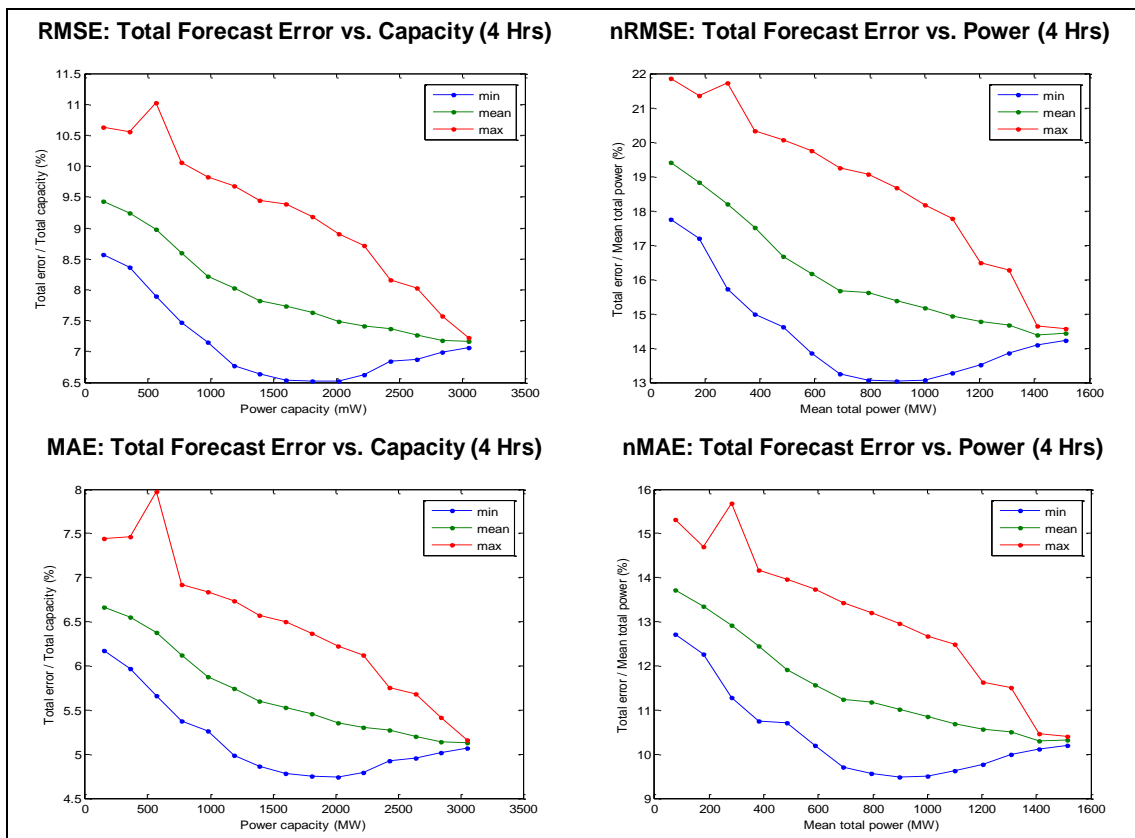 RMSE: Total Forecast Error vs. Capacity (4 Hrs)
Total error / Total capacity (%)
11.5
11
10.5
10
9.5
9
8.5
8
7.5
7
6.5
0 500 1000 1500 2000 2500 3000 3500
Power capacity (mW)
min
mean
max
nRMSE: Total Forecast Error vs. Power (4 Hrs)
Total error / Mean total power (%)
22
21
20
19
18
17
16
15
14
13
0 200 400 600 800 1000 1200 1400 1600
Mean total power (MW)
min
mean
max
MAE: Total Forecast Error vs. Capacity (4 Hrs)
Total error / Total capacity (%)
8
7.5
7
6.5
6
5.5
5
4.5
0 500 1000 1500 2000 2500 3000 3500
Power capacity (MW)
min
mean
max
nMAE: Total Forecast Error vs. Power (4 Hrs)
Total error / Mean total power (%)
16
15
14
13
12
11
10
9
0 200 400 600 800 1000 1200 1400 1600
Mean total power (MW)
min
mean
max